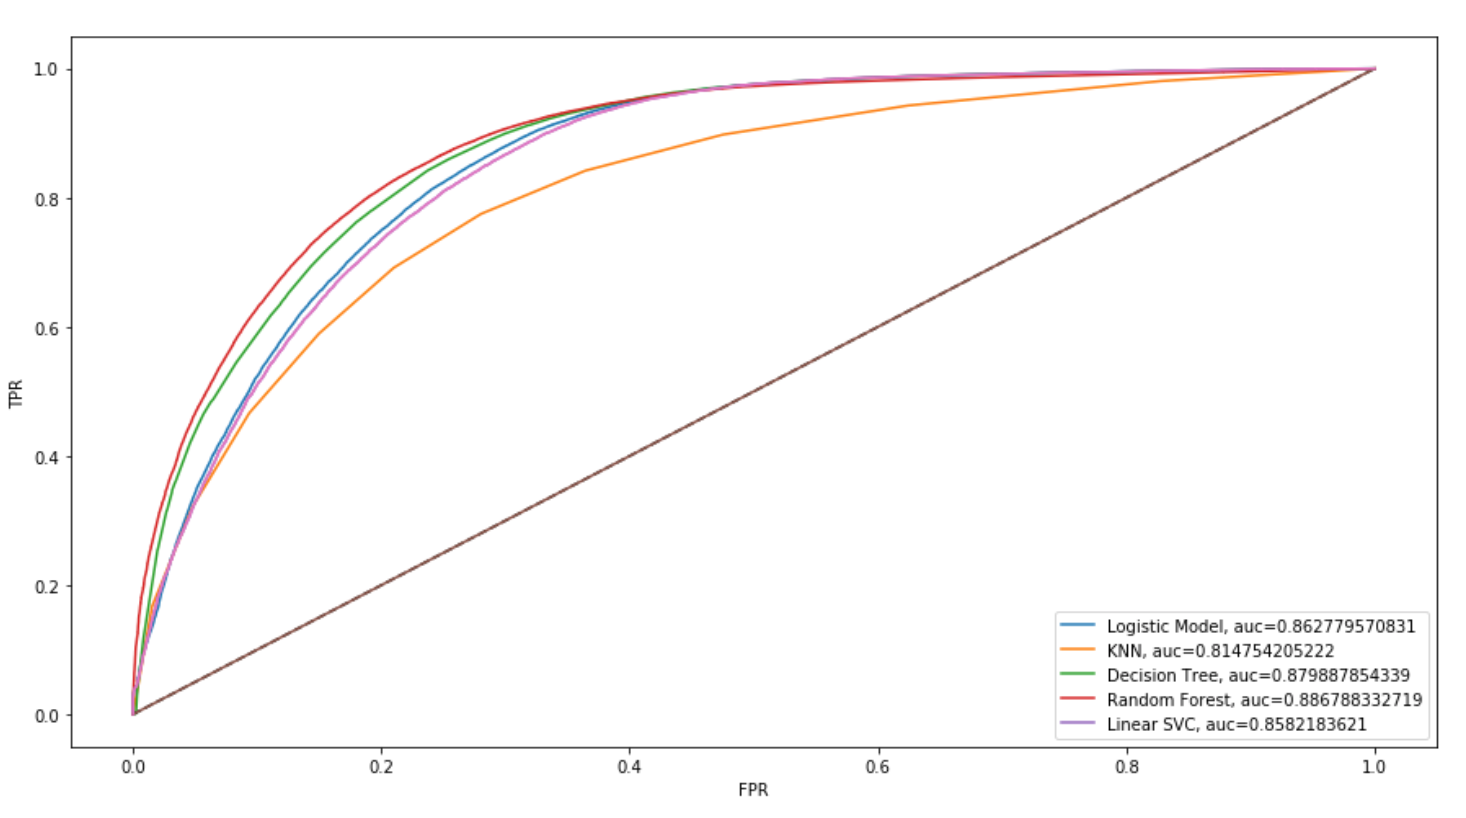 1.0
0.8
0.6
0.4
0.2
0.0
TPR
0.0 0.2 0.4 0.6 0.8 1.0
FPR
Logistic Model, auc=0.862779570831
KNN, auc=0.814754205222
Decision Tree, auc=0.879887854339
Random Forest, auc=0.886788332719
Linear SVC, auc=0.8582183621